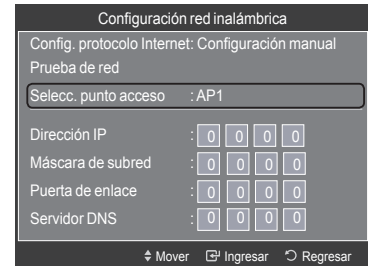 Configuración red inalámbrica
Config. protocolo Internet: Configuración manual
Prueba de red
Selecc. punto acceso : AP1
Dirección IP : 0 0 0 0
Máscara de subred : 0 0 0 0
Puerta de enlace : 0 0 0 0
Servidor DNS : 0 0 0 0
Mover Ingresar Regresar